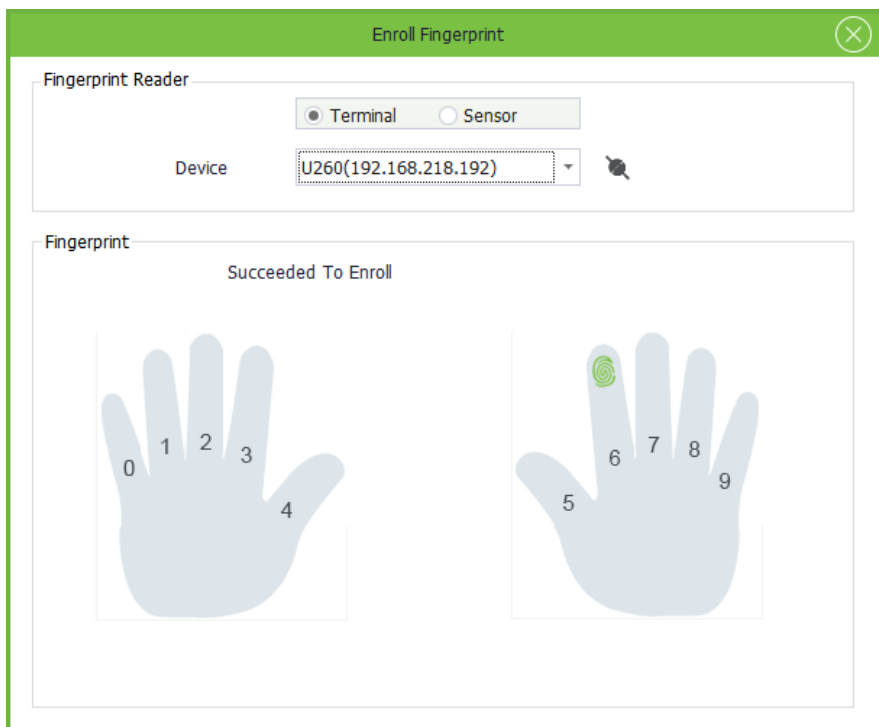 Enroll Fingerprint
Fingerprint Reader
Terminal Sensor
Device U260(192.168.218.192)
Fingerprint
Succeeded To Enroll
0 1 2 3 4 5 6 7 8 9